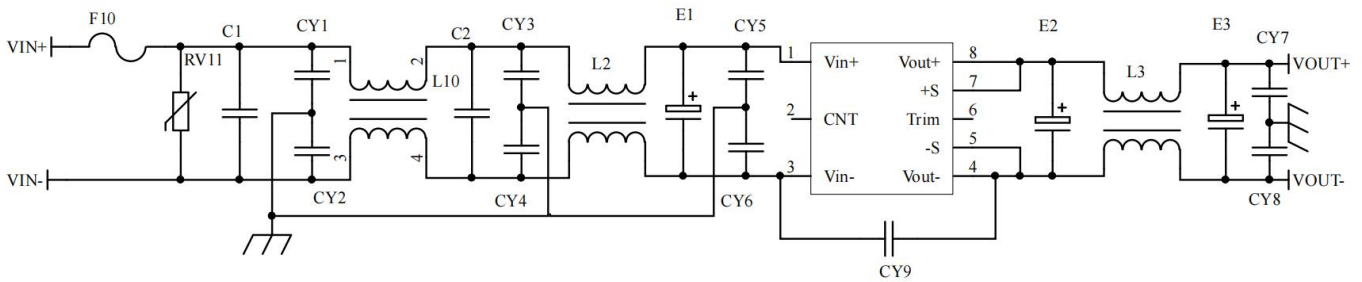 F10
C1
CY1
C2
CY3
E1
CY5
E2
E3
CY7
VIN+
RV11
1
2
L10
L2
1
Vin+
Vout+
8
L3
VOUT+
+S
7
2
CNT
Trim
6
3
4
-S
5
3
Vin-
Vout-
4
VIN-
CY2
CY4
CY6
CY8
VOUT-
CY9
+
+
+